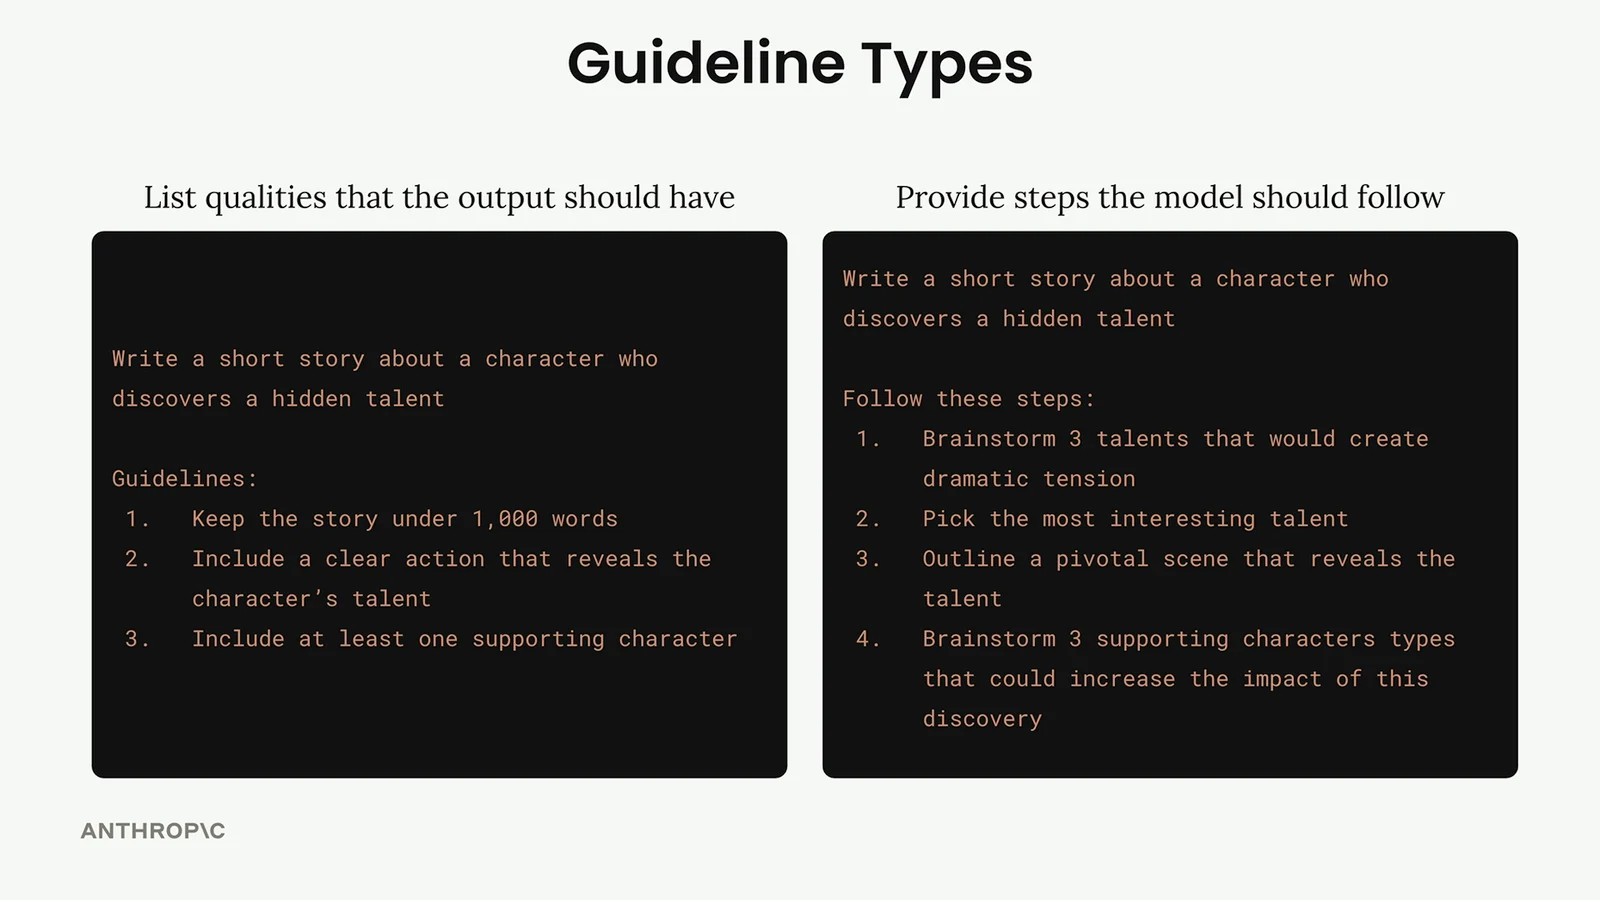 Guideline Types
List qualities that the output should have
Write a short story about a character who
discovers a hidden talent
Guidelines:
1. Keep the story under 1,000 words
2. Include a clear action that reveals the
character’s talent
3. Include at least one supporting character
Provide steps the model should follow
Write a short story about a character who
discovers a hidden talent
Follow these steps:
1. Brainstorm 3 talents that would create
dramatic tension
2. Pick the most interesting talent
3. Outline a pivotal scene that reveals the
talent
4. Brainstorm 3 supporting characters types
that could increase the impact of this
discovery
ANTHROP\C